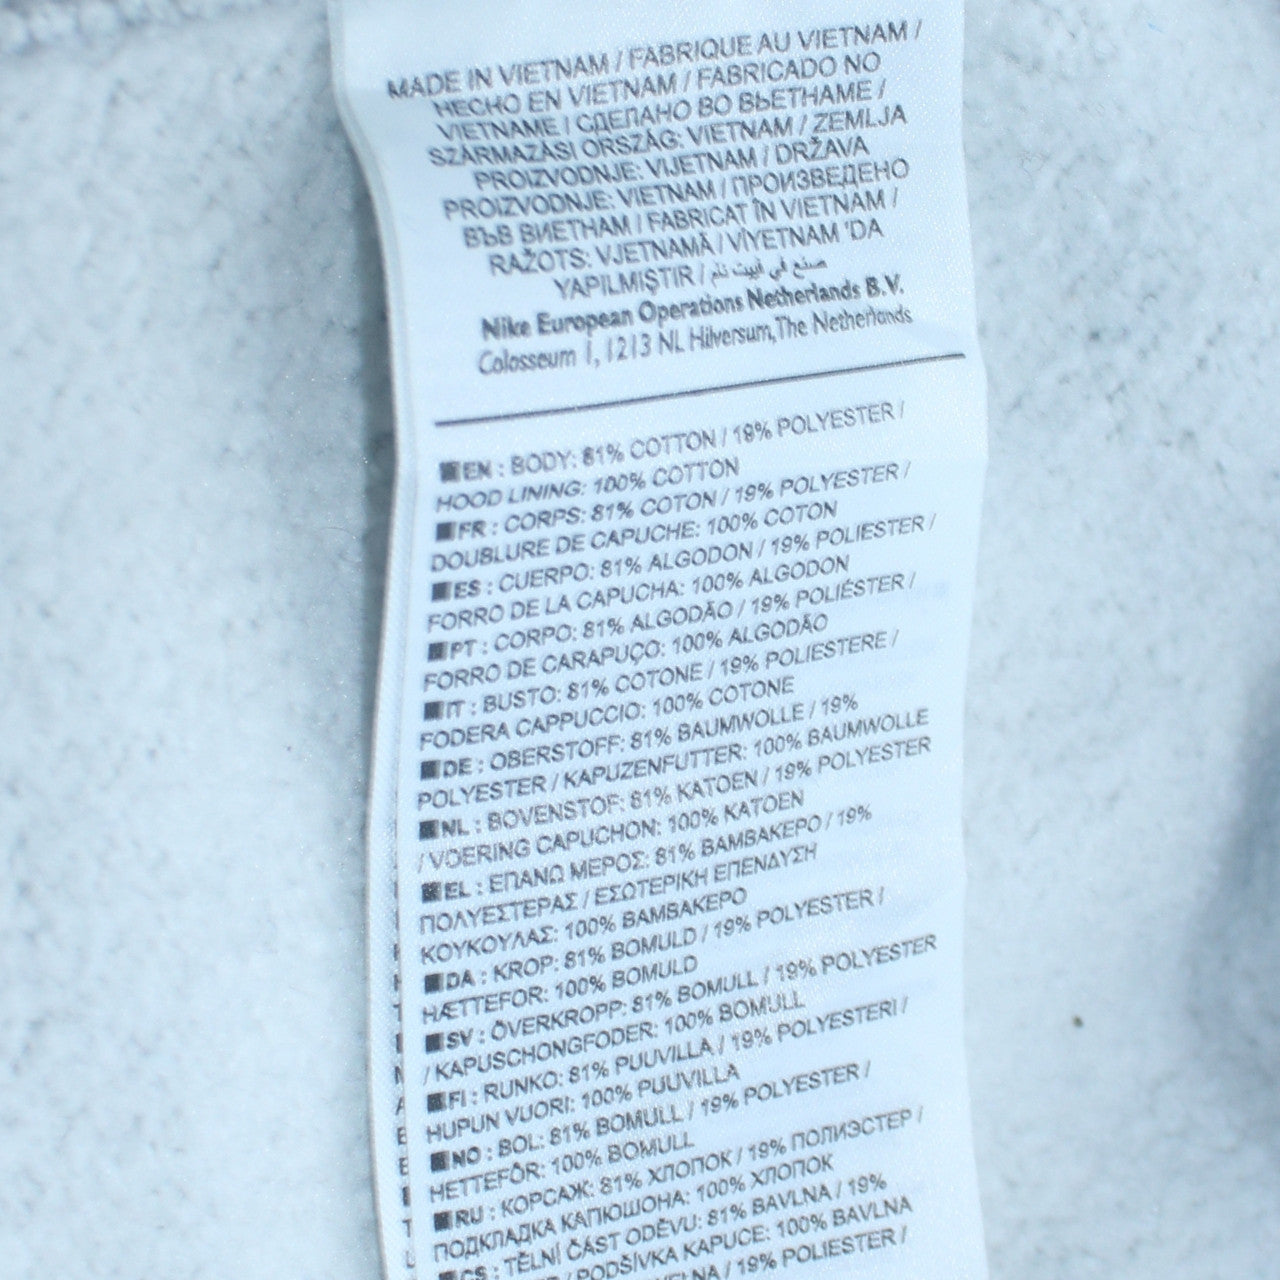 MADE IN VIETNAM / FABRIQUE AU VIETNAM /
HECHO EN VIETNAM / FABRICADO NO
VIETNAME / СДЕЛАНО ВО ВЬЕТНАМЕ /
SZÁRMAZÁSI ORSZÁG: VIETNAM / ZEMLJA
PROIZVODNJE: VIJETNAM / DRŽAVA
PROIZVODNJE: VIETNAM / ПРОИЗВЕДЕНО
ВЪВ ВИЕТНАМ / FABRICAT ÎN VIETNAM /
RAŽOTS: VJETNAMĀ / VİYETNAM 'DA
YAPILMIŞTIR / صنع في فييت نام
Nike European Operations Netherlands B.V.
Colosseum 1, 1213 NL Hilversum, The Netherlands
EN : BODY: 81% COTTON / 19% POLYESTER /
HOOD LINING: 100% COTTON
FR : CORPS: 81% COTON / 19% POLYESTER /
DOUBLURE DE CAPUCHE: 100% COTON
ES : CUERPO: 81% ALGODON / 19% POLIESTER /
FORRO DE LA CAPUCHA: 100% ALGODON
PT : CORPO: 81% ALGODÃO / 19% POLIÉSTER /
FORRO DE CARAPUÇO: 100% ALGODÃO
IT : BUSTO: 81% COTONE / 19% POLIESTERE /
FODERA CAPPUCCIO: 100% COTONE
DE : OBERSTOFF: 81% BAUMWOLLE / 19%
POLYESTER / KAPUZENFUTTER: 100% BAUMWOLLE
NL : BOVENSTOF: 81% KATOEN / 19% POLYESTER
/ VOERING CAPUCHON: 100% KATOEN
EL : ΕΠΑΝΩ ΜΕΡΟΣ: 81% ΒΑΜΒΑΚΕΡΟ / 19%
ΠΟΛΥΕΣΤΕΡΑΣ / ΕΣΩΤΕΡΙΚΗ ΕΠΕΝΔΥΣΗ
ΚΟΥΚΟΥΛΑΣ: 100% ΒΑΜΒΑΚΕΡΟ
DA : KROP: 81% BOMULD / 19% POLYESTER /
HÆTTEFOR: 100% BOMULD
SV : ÖVERKROPP: 81% BOMULL / 19% POLYESTER
/ KAPUSCHONGFODER: 100% BOMULL
FI : RUNKO: 81% PUUVILLA / 19% POLYESTERI /
HUPUN VUORI: 100% PUUVILLA
NO : BOL: 81% BOMULL / 19% POLYESTER /
HETTEFÔR: 100% BOMULL
RU : КОРСАЖ: 81% ХЛОПОК / 19% ПОЛИЭСТЕР /
ПОДКЛАДКА КАПЮШОНА: 100% ХЛОПОК
CS : TĚLNÍ ČÁST ODĚVU: 81% BAVLNA / 19%
/ PODŠÍVKA KAPUCE: 100% BAVLNA
/ 19% POLIESTER /